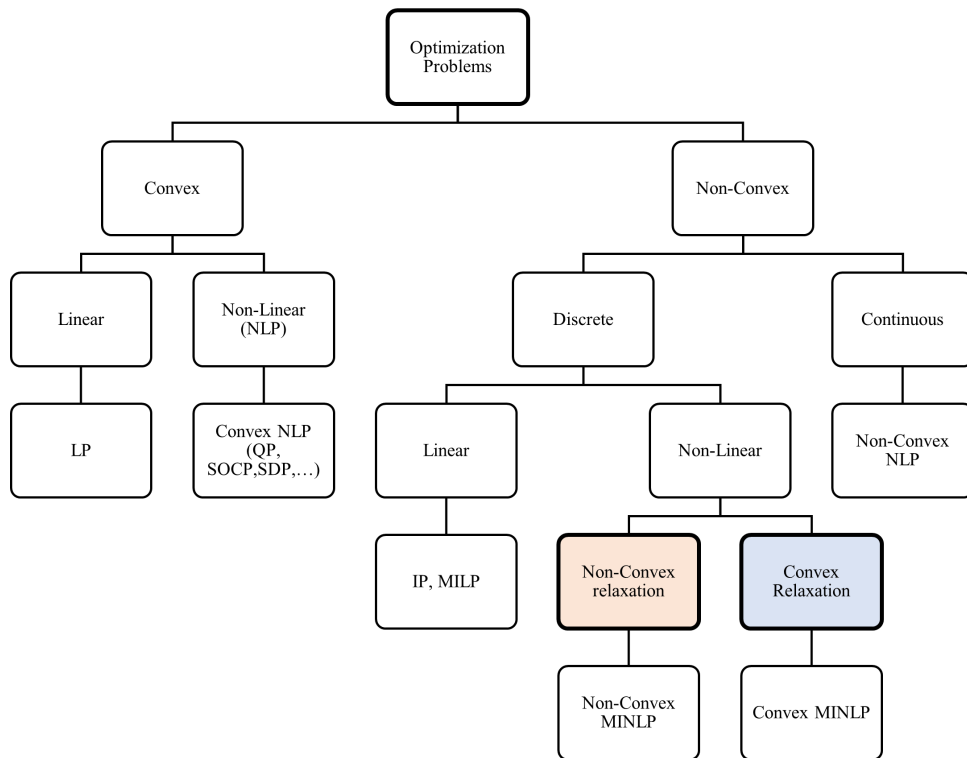 Optimization
Problems
Convex
Non-Convex
Linear
Non-Linear
(NLP)
Discrete
Continuous
LP
Convex NLP
(QP,
SOCP,SDP,…)
Linear
Non-Linear
Non-Convex
NLP
IP, MILP
Non-Convex
relaxation
Convex
Relaxation
Non-Convex
MINLP
Convex MINLP